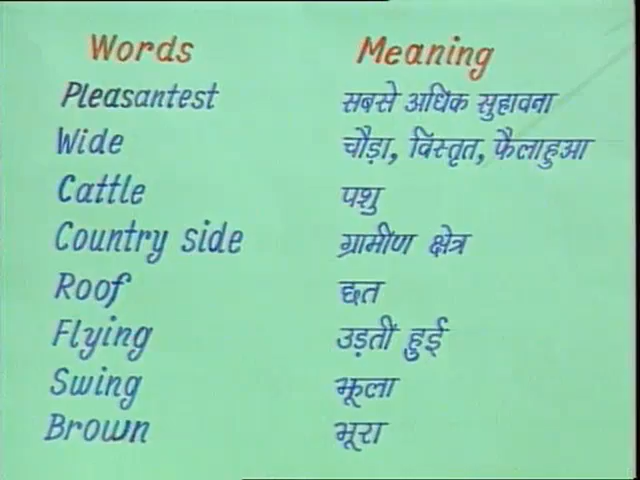 Words Meaning
Pleasantest सबसे अधिक सुहावना
Wide चौड़ा, विस्तृत, फैलाहुआ
Cattle पशु
Country side ग्रामीण क्षेत्र
Roof छत
Flying उड़ती हुई
Swing झूला
Brown भूरा